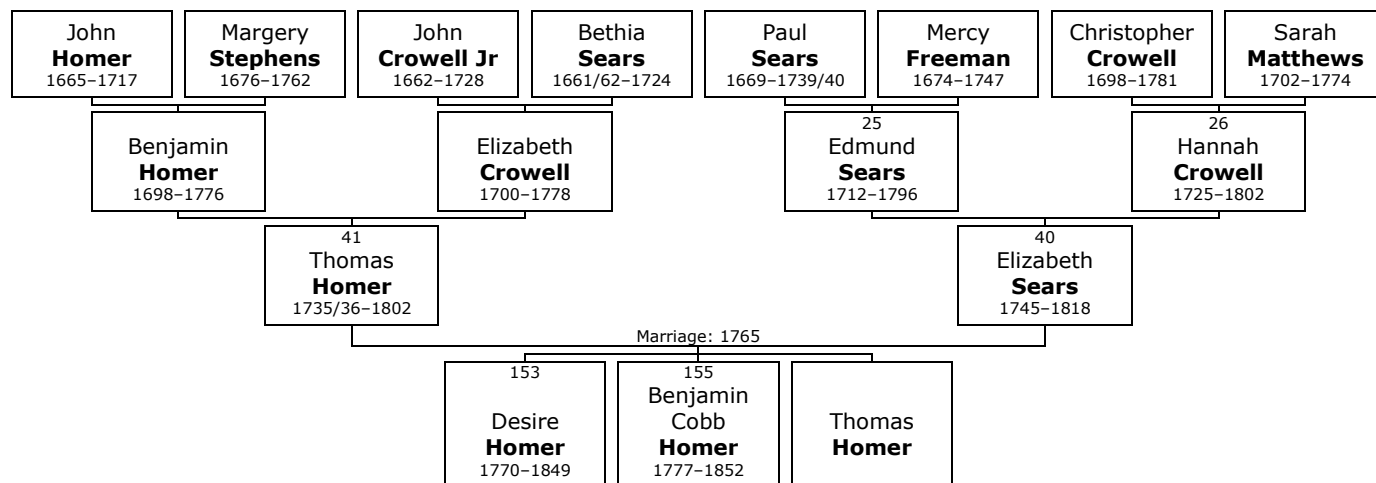 John
Homer
1665–1717
Margery
Stephens
1676–1762
John
Crowell Jr
1662–1728
Bethia
Sears
1661/62–1724
Paul
Sears
1669–1739/40
Mercy
Freeman
1674–1747
Christopher
Crowell
1698–1781
Sarah
Matthews
1702–1774
Benjamin
Homer
1698–1776
Elizabeth
Crowell
1700–1778
25
Edmund
Sears
1712–1796
26
Hannah
Crowell
1725–1802
41
Thomas
Homer
1735/36–1802
40
Elizabeth
Sears
1745–1818
Marriage: 1765
153
Desire
Homer
1770–1849
155
Benjamin
Cobb
Homer
1777–1852
Thomas
Homer